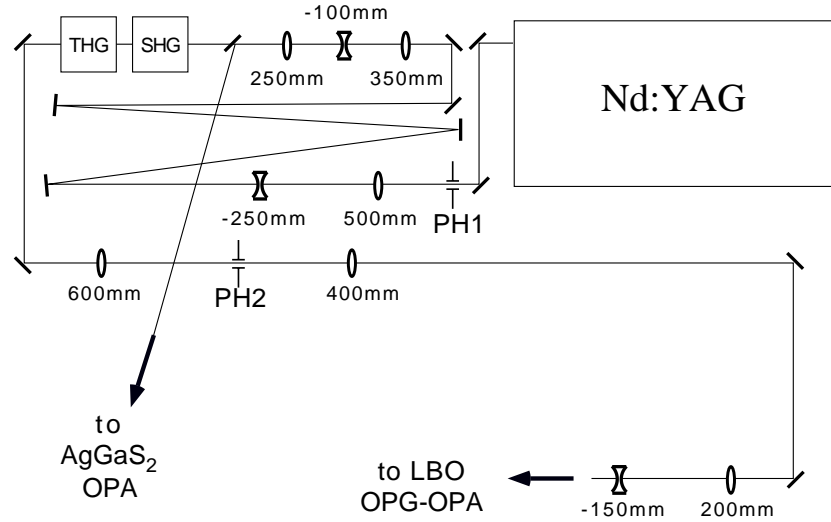 -100mm
THG
SHG
250mm
350mm
Nd:YAG
-250mm
500mm
PH1
600mm
PH2
400mm
to
AgGaS₂
OPA
to LBO
OPG-OPA
-150mm
200mm